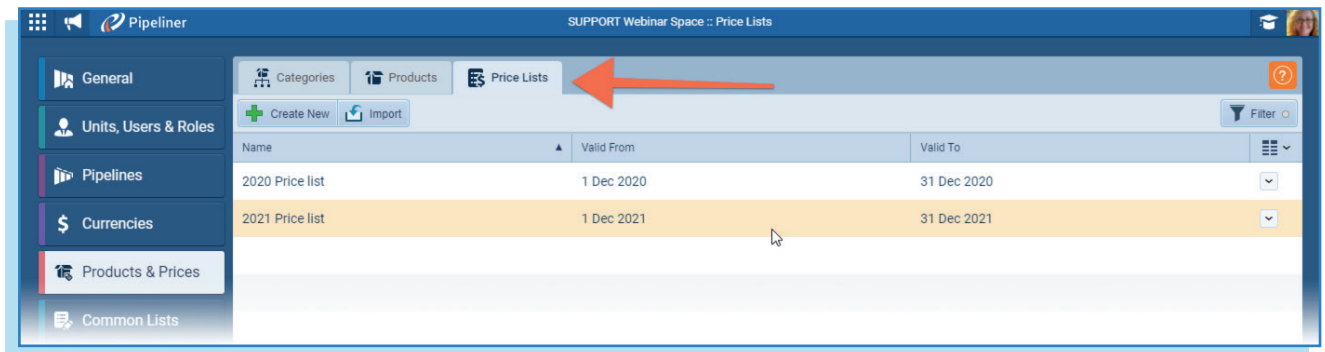 Pipeliner
SUPPORT Webinar Space :: Price Lists
General
Units, Users & Roles
Pipelines
$ Currencies
Products & Prices
Common Lists
Categories
Products
Price Lists
?
Create New
Import
Filter
Name
Valid From
Valid To
2020 Price list
1 Dec 2020
31 Dec 2020
2021 Price list
1 Dec 2021
31 Dec 2021